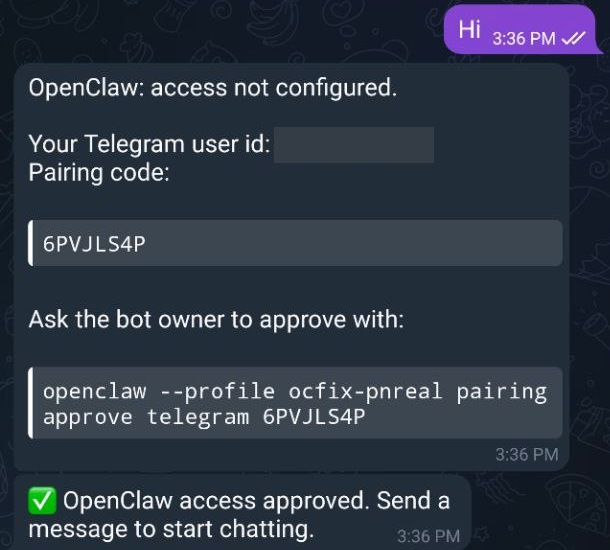 Hi 3:36 PM
OpenClaw: access not configured.
Your Telegram user id:
Pairing code:
6PVJLS4P
Ask the bot owner to approve with:
openclaw --profile ocfix-pnreal pairing
approve telegram 6PVJLS4P
3:36 PM
✅ OpenClaw access approved. Send a
message to start chatting. 3:36 PM